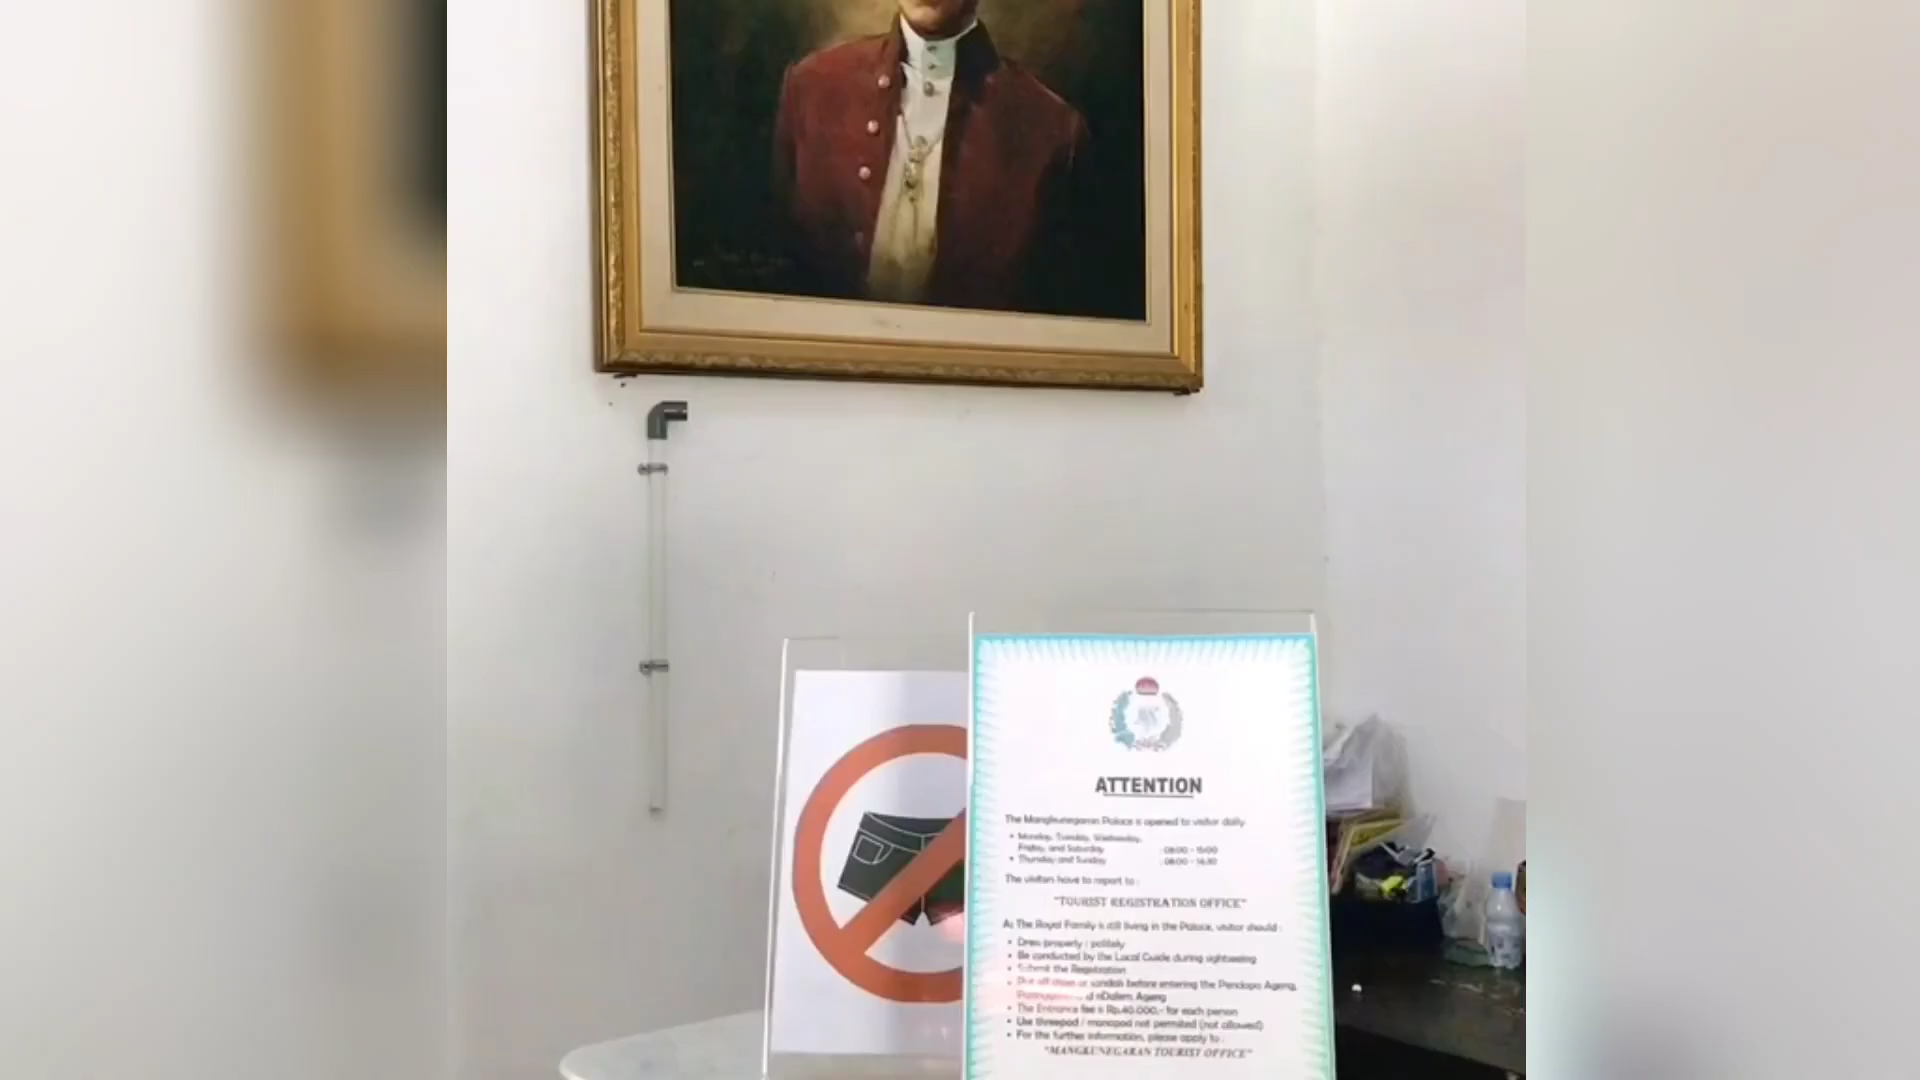 ATTENTION
The Mangkunegaran Palace is opened to visitor daily
• Monday, Tuesday, Wednesday,
Friday, and Saturday : 08:00 - 15:00
• Thursday and Sunday : 08:00 - 14:30
The visitors have to report to :
"TOURIST REGISTRATION OFFICE"
As The Royal Family is still living in the Palace, visitor should :
• Dress properly / politely
• Be conducted by the Local Guide during sightseeing
• Submit the Registration
• Put off shoes or sandals before entering the Pendopo Ageng,
nDalem Ageng
• The Entrance fee is Rp.40.000,- for each person
• Use threepod / monopod not permited (not allowed)
• For the further information, please apply to :
"MANGKUNEGARAN TOURIST OFFICE"